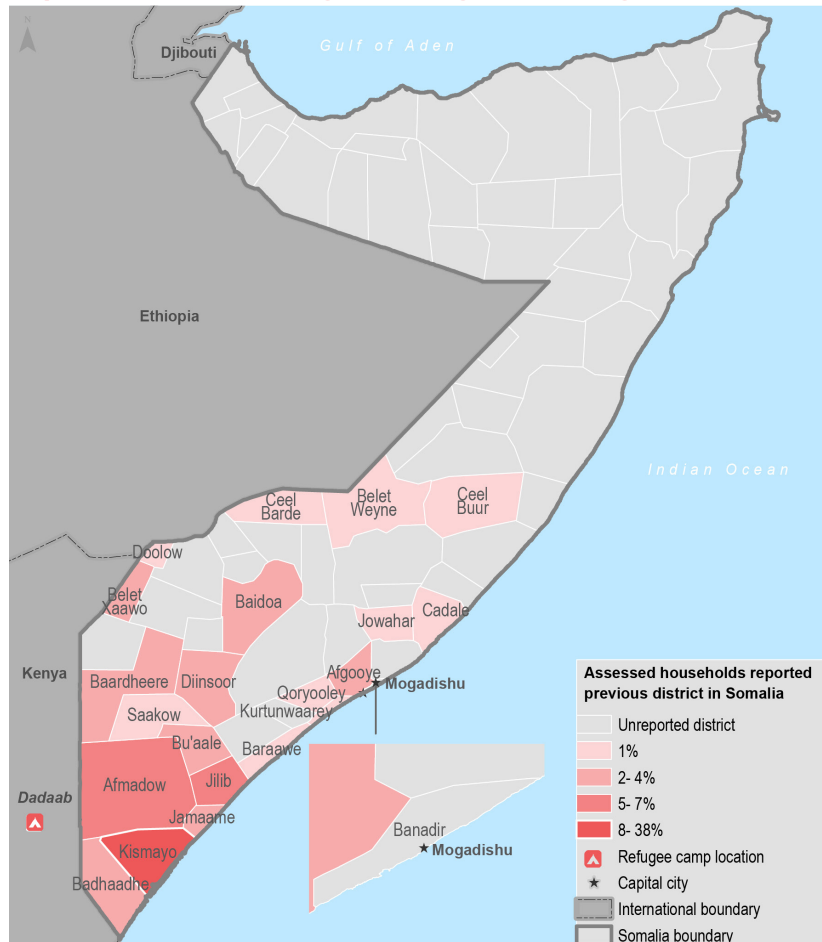 N
Djibouti
Gulf of Aden
Ethiopia
Indian Ocean
Ceel
Barde
Belet
Weyne
Ceel
Buur
Doolow
Belet
Xaawo
Baidoa
Jowahar
Cadale
Kenya
Baardheere
Diinsoor
Afgooye
Mogadishu
Qoryooley
Saakow
Kurtunwaarey
Bu'aale
Baraawe
Afmadow
Jilib
Dadaab
Jamaame
Kismayo
Badhaadhe
Banadir
Mogadishu
Assessed households reported
previous district in Somalia
Unreported district
1%
2- 4%
5- 7%
8- 38%
Refugee camp location
Capital city
International boundary
Somalia boundary